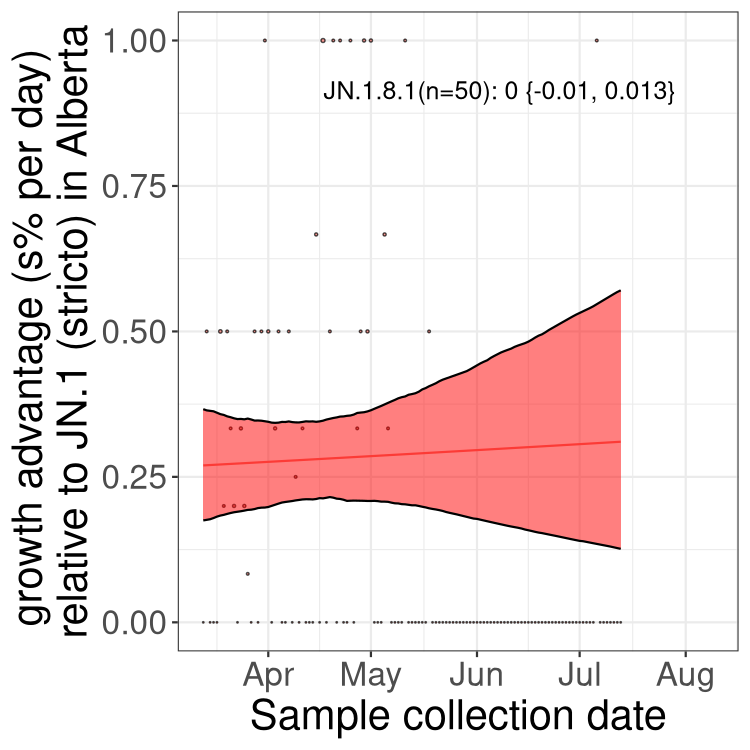 growth advantage (s% per day)
relative to JN.1 (stricto) in Alberta
1.00
0.75
0.50
0.25
0.00
JN.1.8.1(n=50): 0 {-0.01, 0.013}
Apr May Jun Jul Aug
Sample collection date